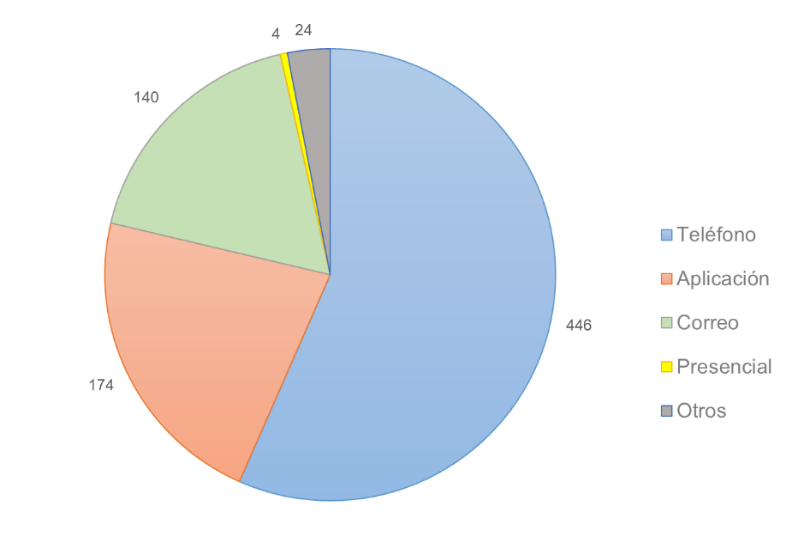 4
24
140
446
174
Teléfono
Aplicación
Correo
Presencial
Otros